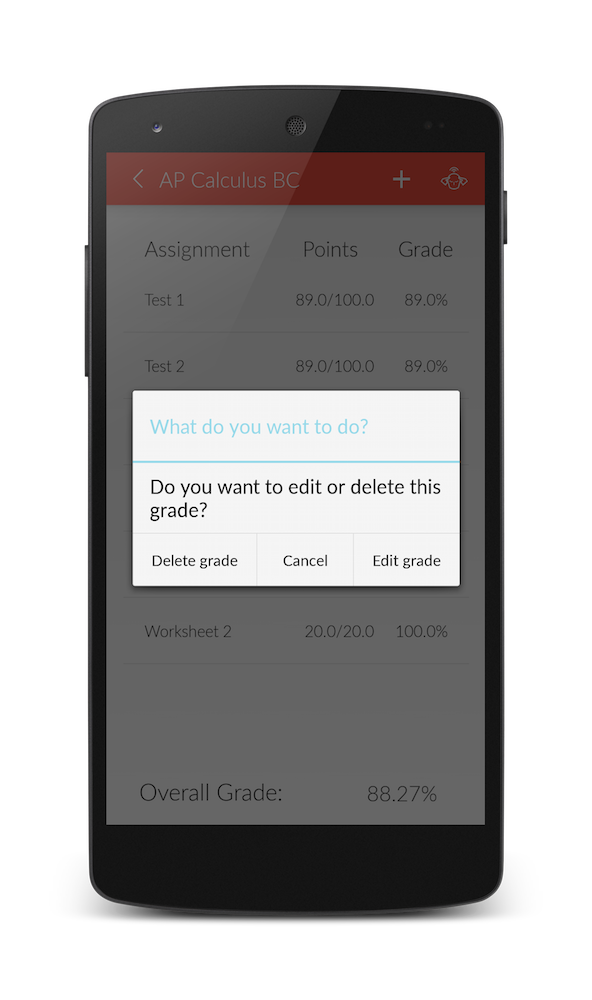 AP Calculus BC
Assignment Points Grade
Test 1 89.0/100.0 89.0%
Test 2 89.0/100.0 89.0%
What do you want to do?
Do you want to edit or delete this
grade?
Delete grade Cancel Edit grade
Worksheet 2 20.0/20.0 100.0%
Overall Grade: 88.27%